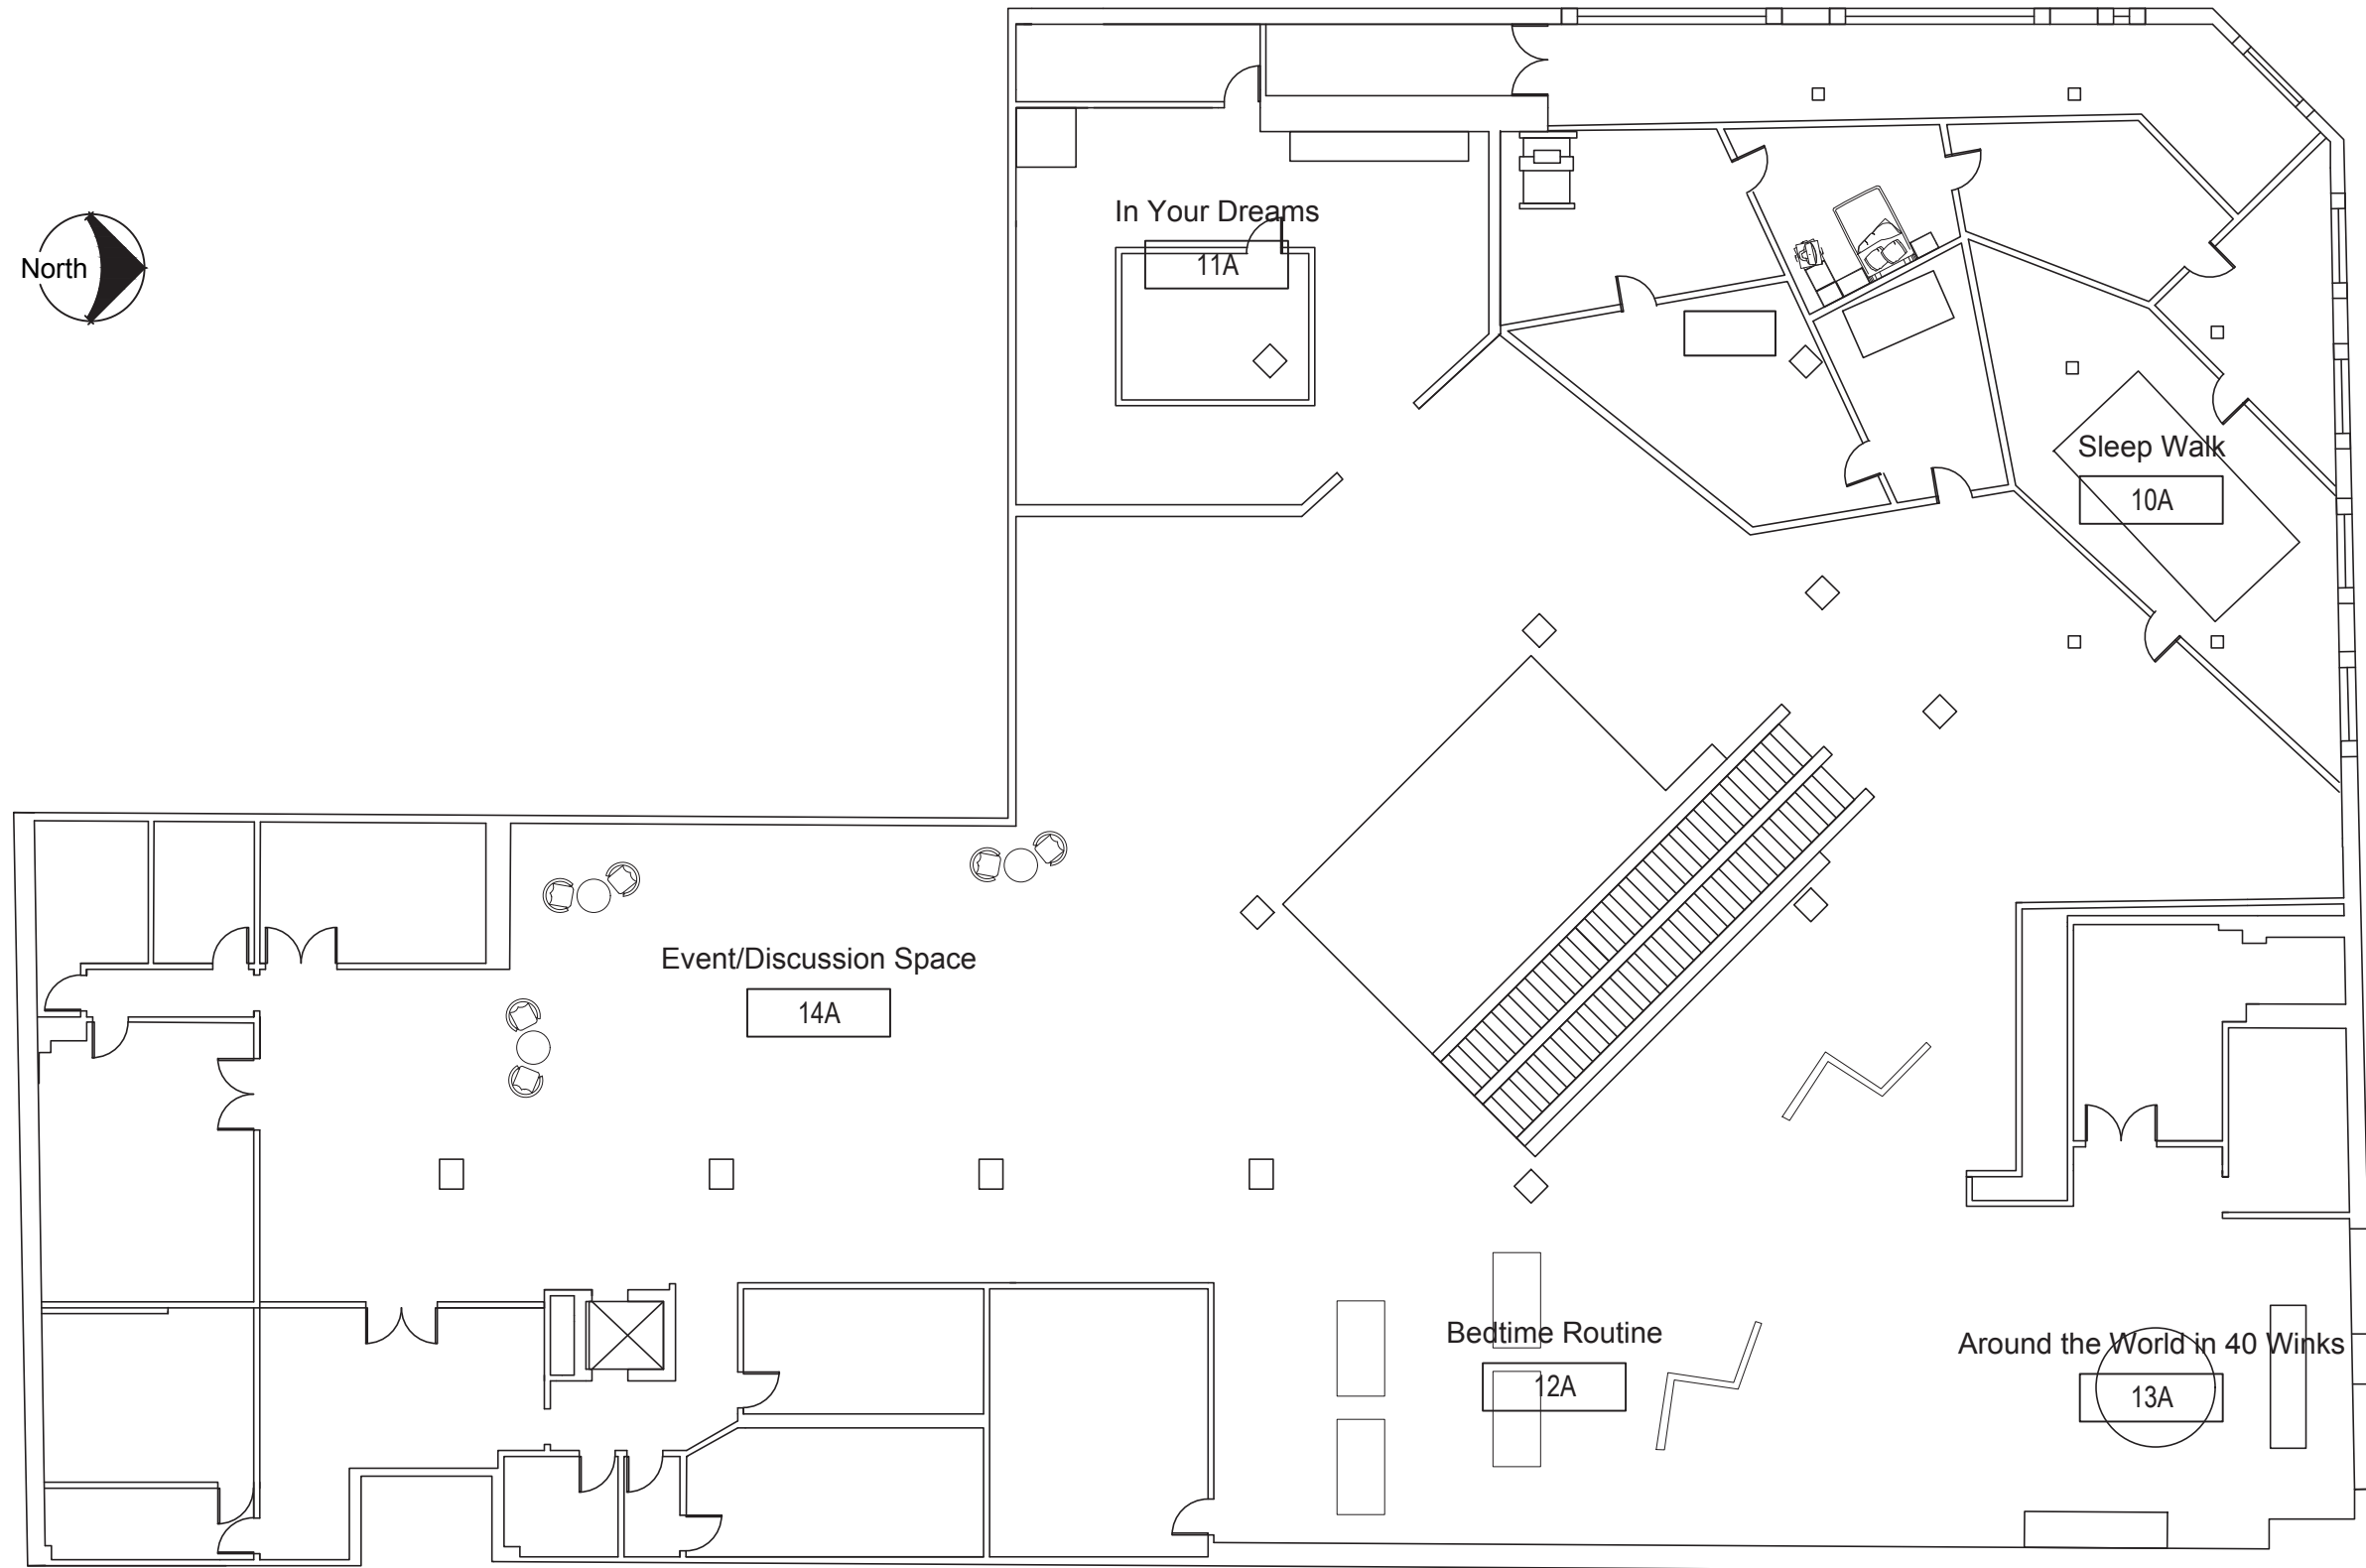 In Your Dreams
11A
North
Sleep Walk
10A
Event/Discussion Space
14A
Bedtime Routine
12A
Around the World in 40 Winks
13A